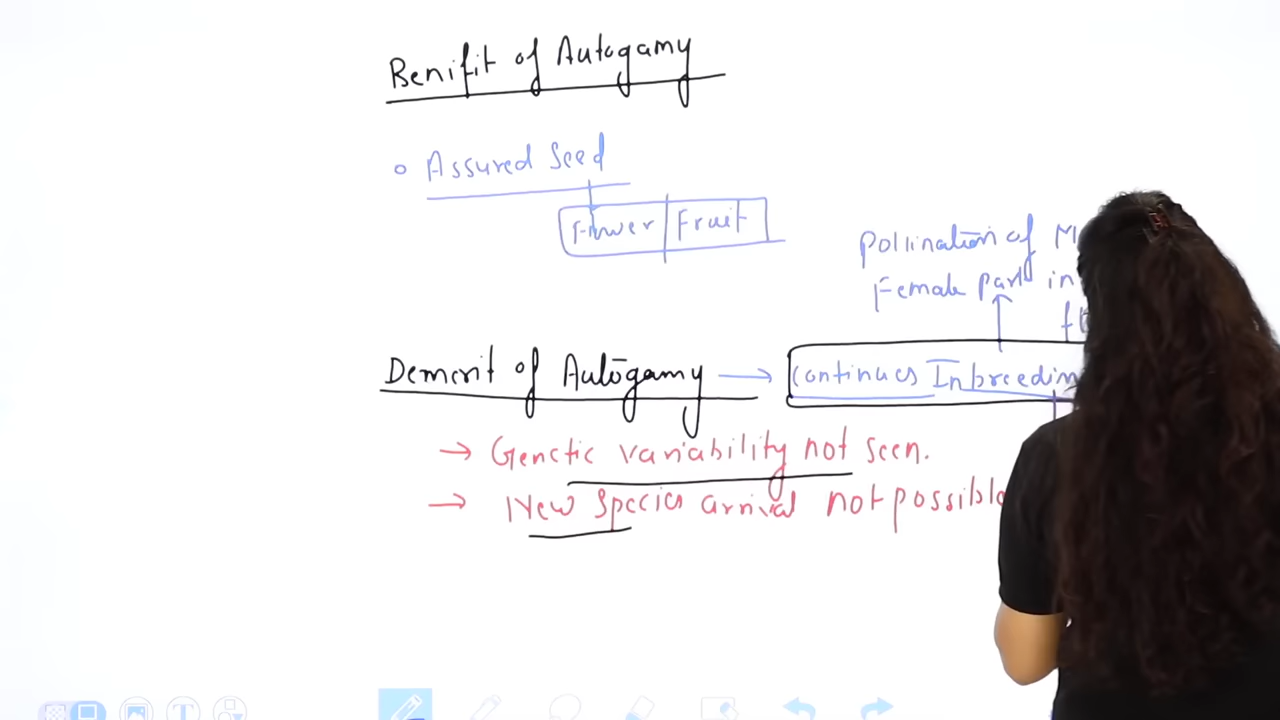 Benifit of Autogamy
Assured Seed
Flower Fruit
Pollination of
Female part in
Demerit of Autogamy → continues Inbreedin
→ Genetic variability not seen.
→ New Species arrival not possible
T